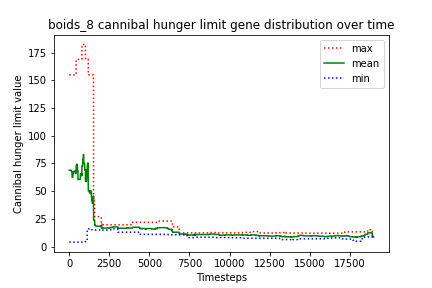 boids_8 cannibal hunger limit gene distribution over time
max
mean
min
Cannibal hunger limit value
175
150
125
100
75
50
25
0
0
2500
5000
7500
10000
12500
15000
17500
Timesteps